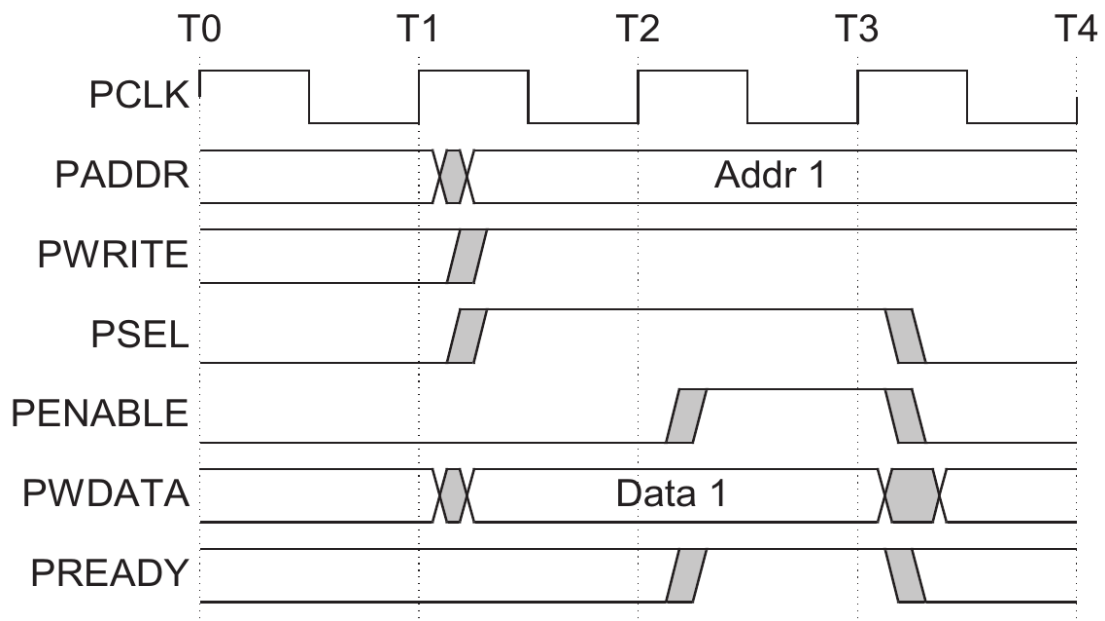 T0 T1 T2 T3 T4
PCLK
PADDR Addr 1
PWRITE
PSEL
PENABLE
PWDATA Data 1
PREADY